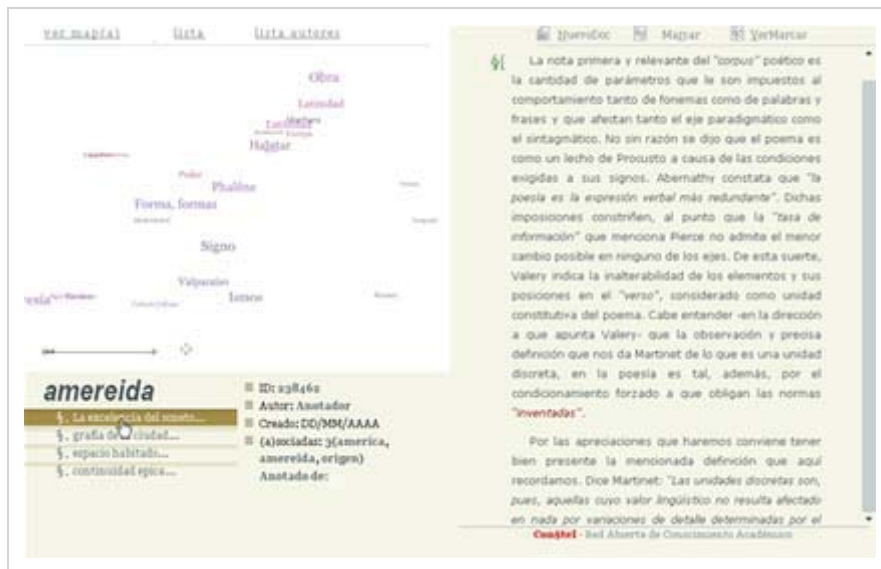 ver map(a) lista lista autores
Obra
Latinidad
Habitar
Poder
Phalène
Forma, formas
Signo
Valparaíso
Ismos
amereida
§. La excelencia del soneto...
§. grafía de ciudad...
§. espacio habitado...
§. continuidad epica...
ID: 238462
Autor: Anotador
Creado: DD/MM/AAAA
(a)sociadas: 3(america,
amereida, origen)
Anotado de:
NuevoDoc Mapear VerMarcar
§[ La nota primera y relevante del "corpus" poético es
la cantidad de parámetros que le son impuestos al
comportamiento tanto de fonemas como de palabras y
frases y que afectan tanto el eje paradigmático como
el sintagmático. No sin razón se dijo que el poema es
como un lecho de Procusto a causa de las condiciones
exigidas a sus signos. Abernathy constata que "la
poesía es la expresión verbal más redundante". Dichas
imposiciones constriñen, al punto que la "tasa de
información" que menciona Pierce no admite el menor
cambio posible en ninguno de los ejes. De esta suerte,
Valery indica la inalterabilidad de los elementos y sus
posiciones en el "verso", considerado como unidad
constitutiva del poema. Cabe entender -en la dirección
a que apunta Valery- que la observación y precisa
definición que nos da Martinet de lo que es una unidad
discreta, en la poesía es tal, además, por el
condicionamiento forzado a que obligan las normas
"inventadas".
Por las apreciaciones que haremos conviene tener
bien presente la mencionada definición que aquí
recordamos. Dice Martinet: "Las unidades discretas son,
pues, aquellas cuyo valor lingüístico no resulta afectado
en nada por variaciones de detalle determinadas por el
Con§tel - Red Abierta de Conocimiento Académico